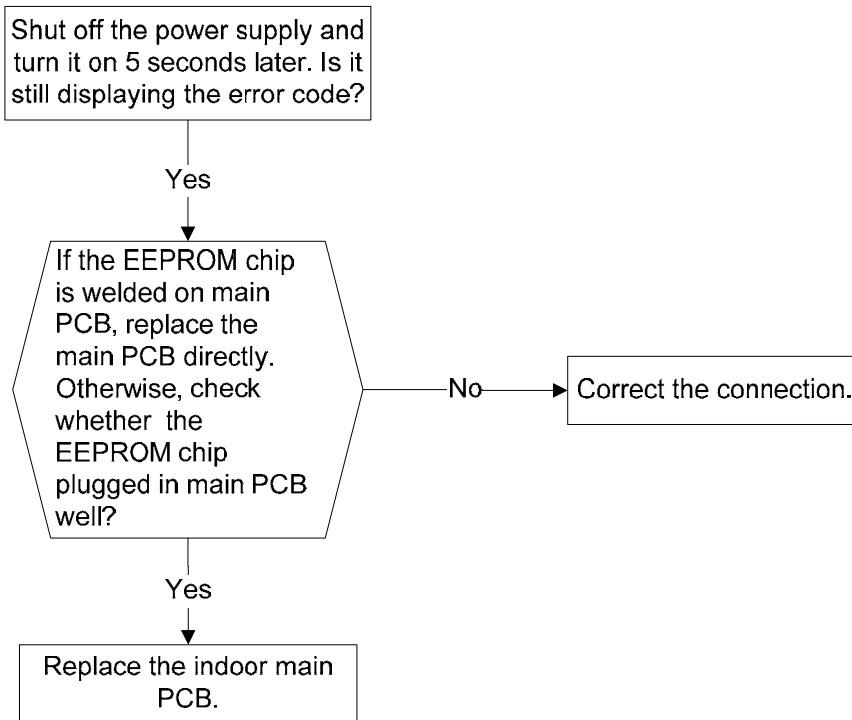 Shut off the power supply and
turn it on 5 seconds later. Is it
still displaying the error code?
Yes
If the EEPROM chip
is welded on main
PCB, replace the
main PCB directly.
Otherwise, check
whether the
EEPROM chip
plugged in main PCB
well?
No
Correct the connection.
Yes
Replace the indoor main
PCB.